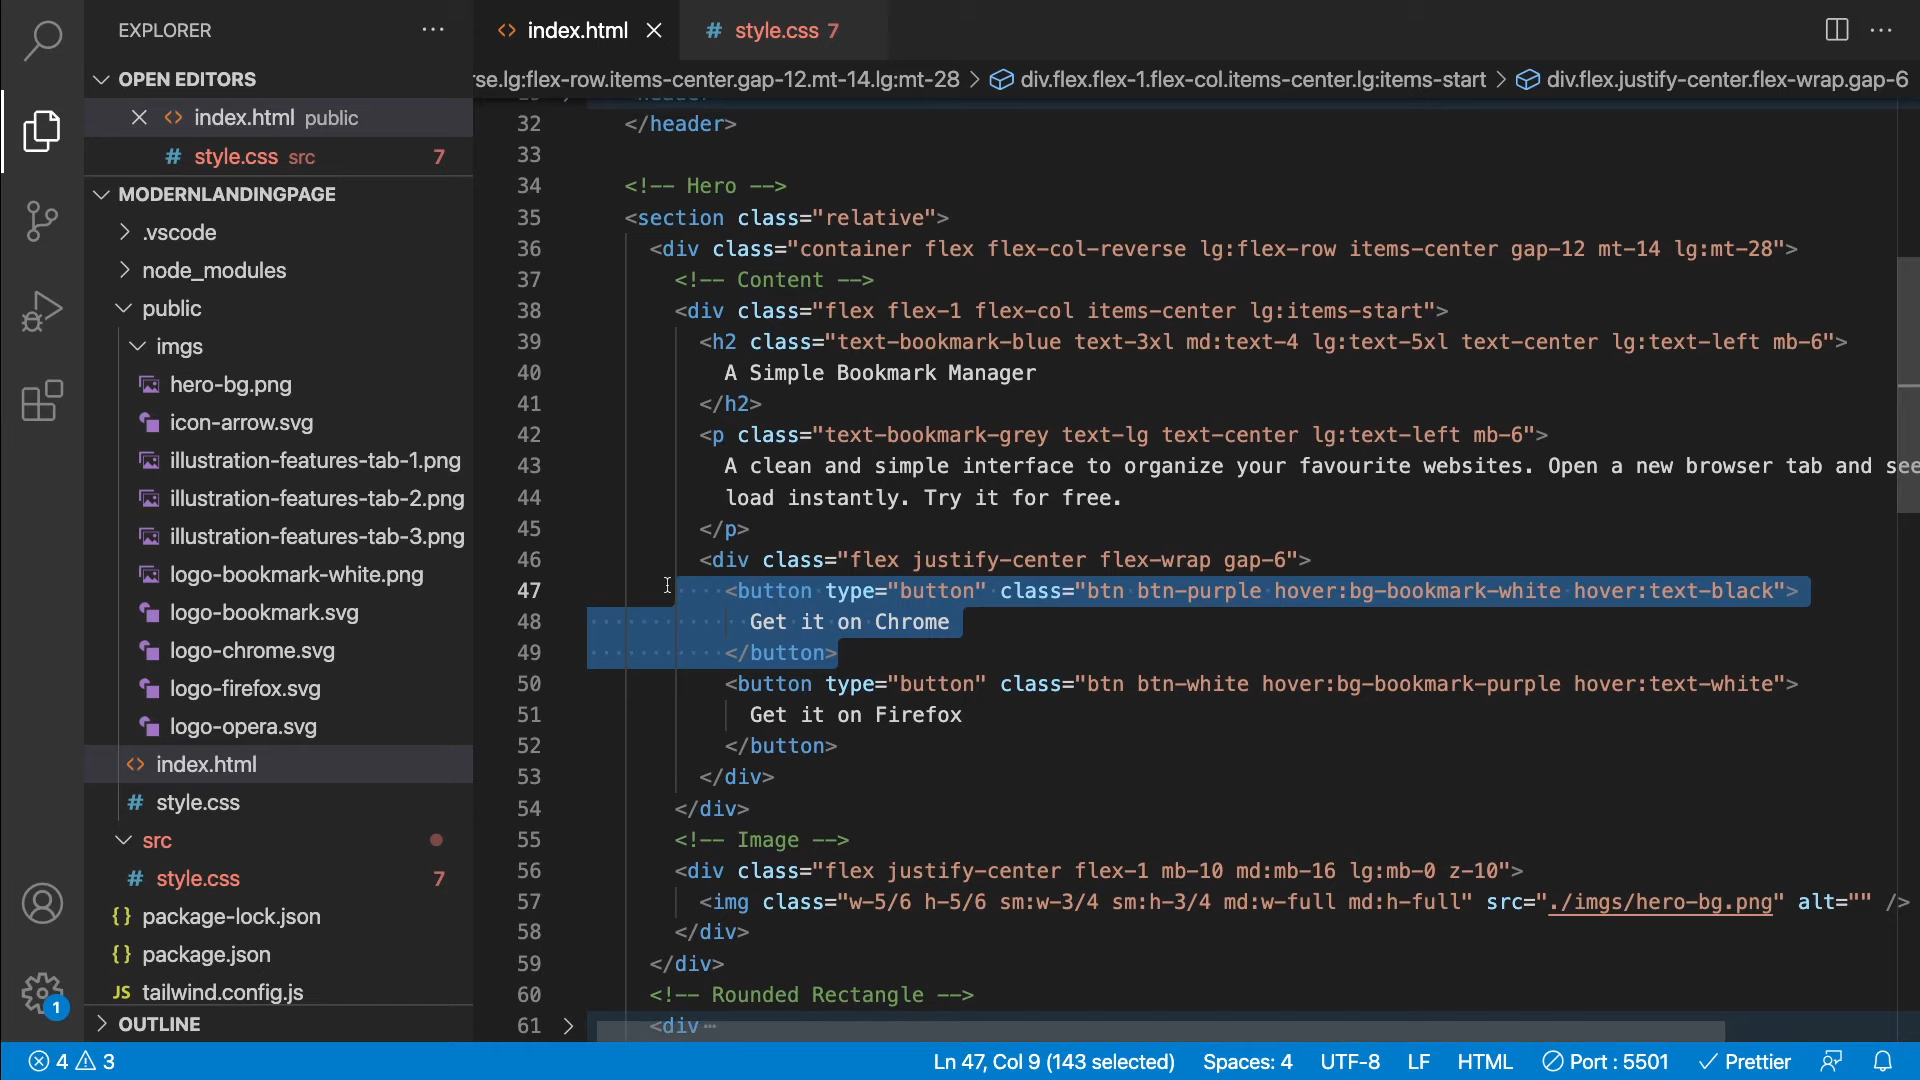 EXPLORER
OPEN EDITORS
index.html public
style.css src 7
MODERNLANDINGPAGE
.vscode
node_modules
public
imgs
hero-bg.png
icon-arrow.svg
illustration-features-tab-1.png
illustration-features-tab-2.png
illustration-features-tab-3.png
logo-bookmark-white.png
logo-bookmark.svg
logo-chrome.svg
logo-firefox.svg
logo-opera.svg
index.html
style.css
src
style.css 7
package-lock.json
package.json
JS tailwind.config.js
OUTLINE
1
index.html
style.css 7
se.lg:flex-row.items-center.gap-12.mt-14.lg:mt-28 > div.flex.flex-1.flex-col.items-center.lg:items-start > div.flex.justify-center.flex-wrap.gap-6
32 </header>
33
34 <!-- Hero -->
35 <section class="relative">
36 <div class="container flex flex-col-reverse lg:flex-row items-center gap-12 mt-14 lg:mt-28">
37 <!-- Content -->
38 <div class="flex flex-1 flex-col items-center lg:items-start">
39 <h2 class="text-bookmark-blue text-3xl md:text-4 lg:text-5xl text-center lg:text-left mb-6">
40 A Simple Bookmark Manager
41 </h2>
42 <p class="text-bookmark-grey text-lg text-center lg:text-left mb-6">
43 A clean and simple interface to organize your favourite websites. Open a new browser tab and see
44 load instantly. Try it for free.
45 </p>
46 <div class="flex justify-center flex-wrap gap-6">
47 <button type="button" class="btn btn-purple hover:bg-bookmark-white hover:text-black">
48 Get it on Chrome
49 </button>
50 <button type="button" class="btn btn-white hover:bg-bookmark-purple hover:text-white">
51 Get it on Firefox
52 </button>
53 </div>
54 </div>
55 <!-- Image -->
56 <div class="flex justify-center flex-1 mb-10 md:mb-16 lg:mb-0 z-10">
57 <img class="w-5/6 h-5/6 sm:w-3/4 sm:h-3/4 md:w-full md:h-full" src="./imgs/hero-bg.png" alt="" />
58 </div>
59 </div>
60 <!-- Rounded Rectangle -->
61 <div
4 3
Ln 47, Col 9 (143 selected) Spaces: 4 UTF-8 LF HTML Port : 5501 Prettier